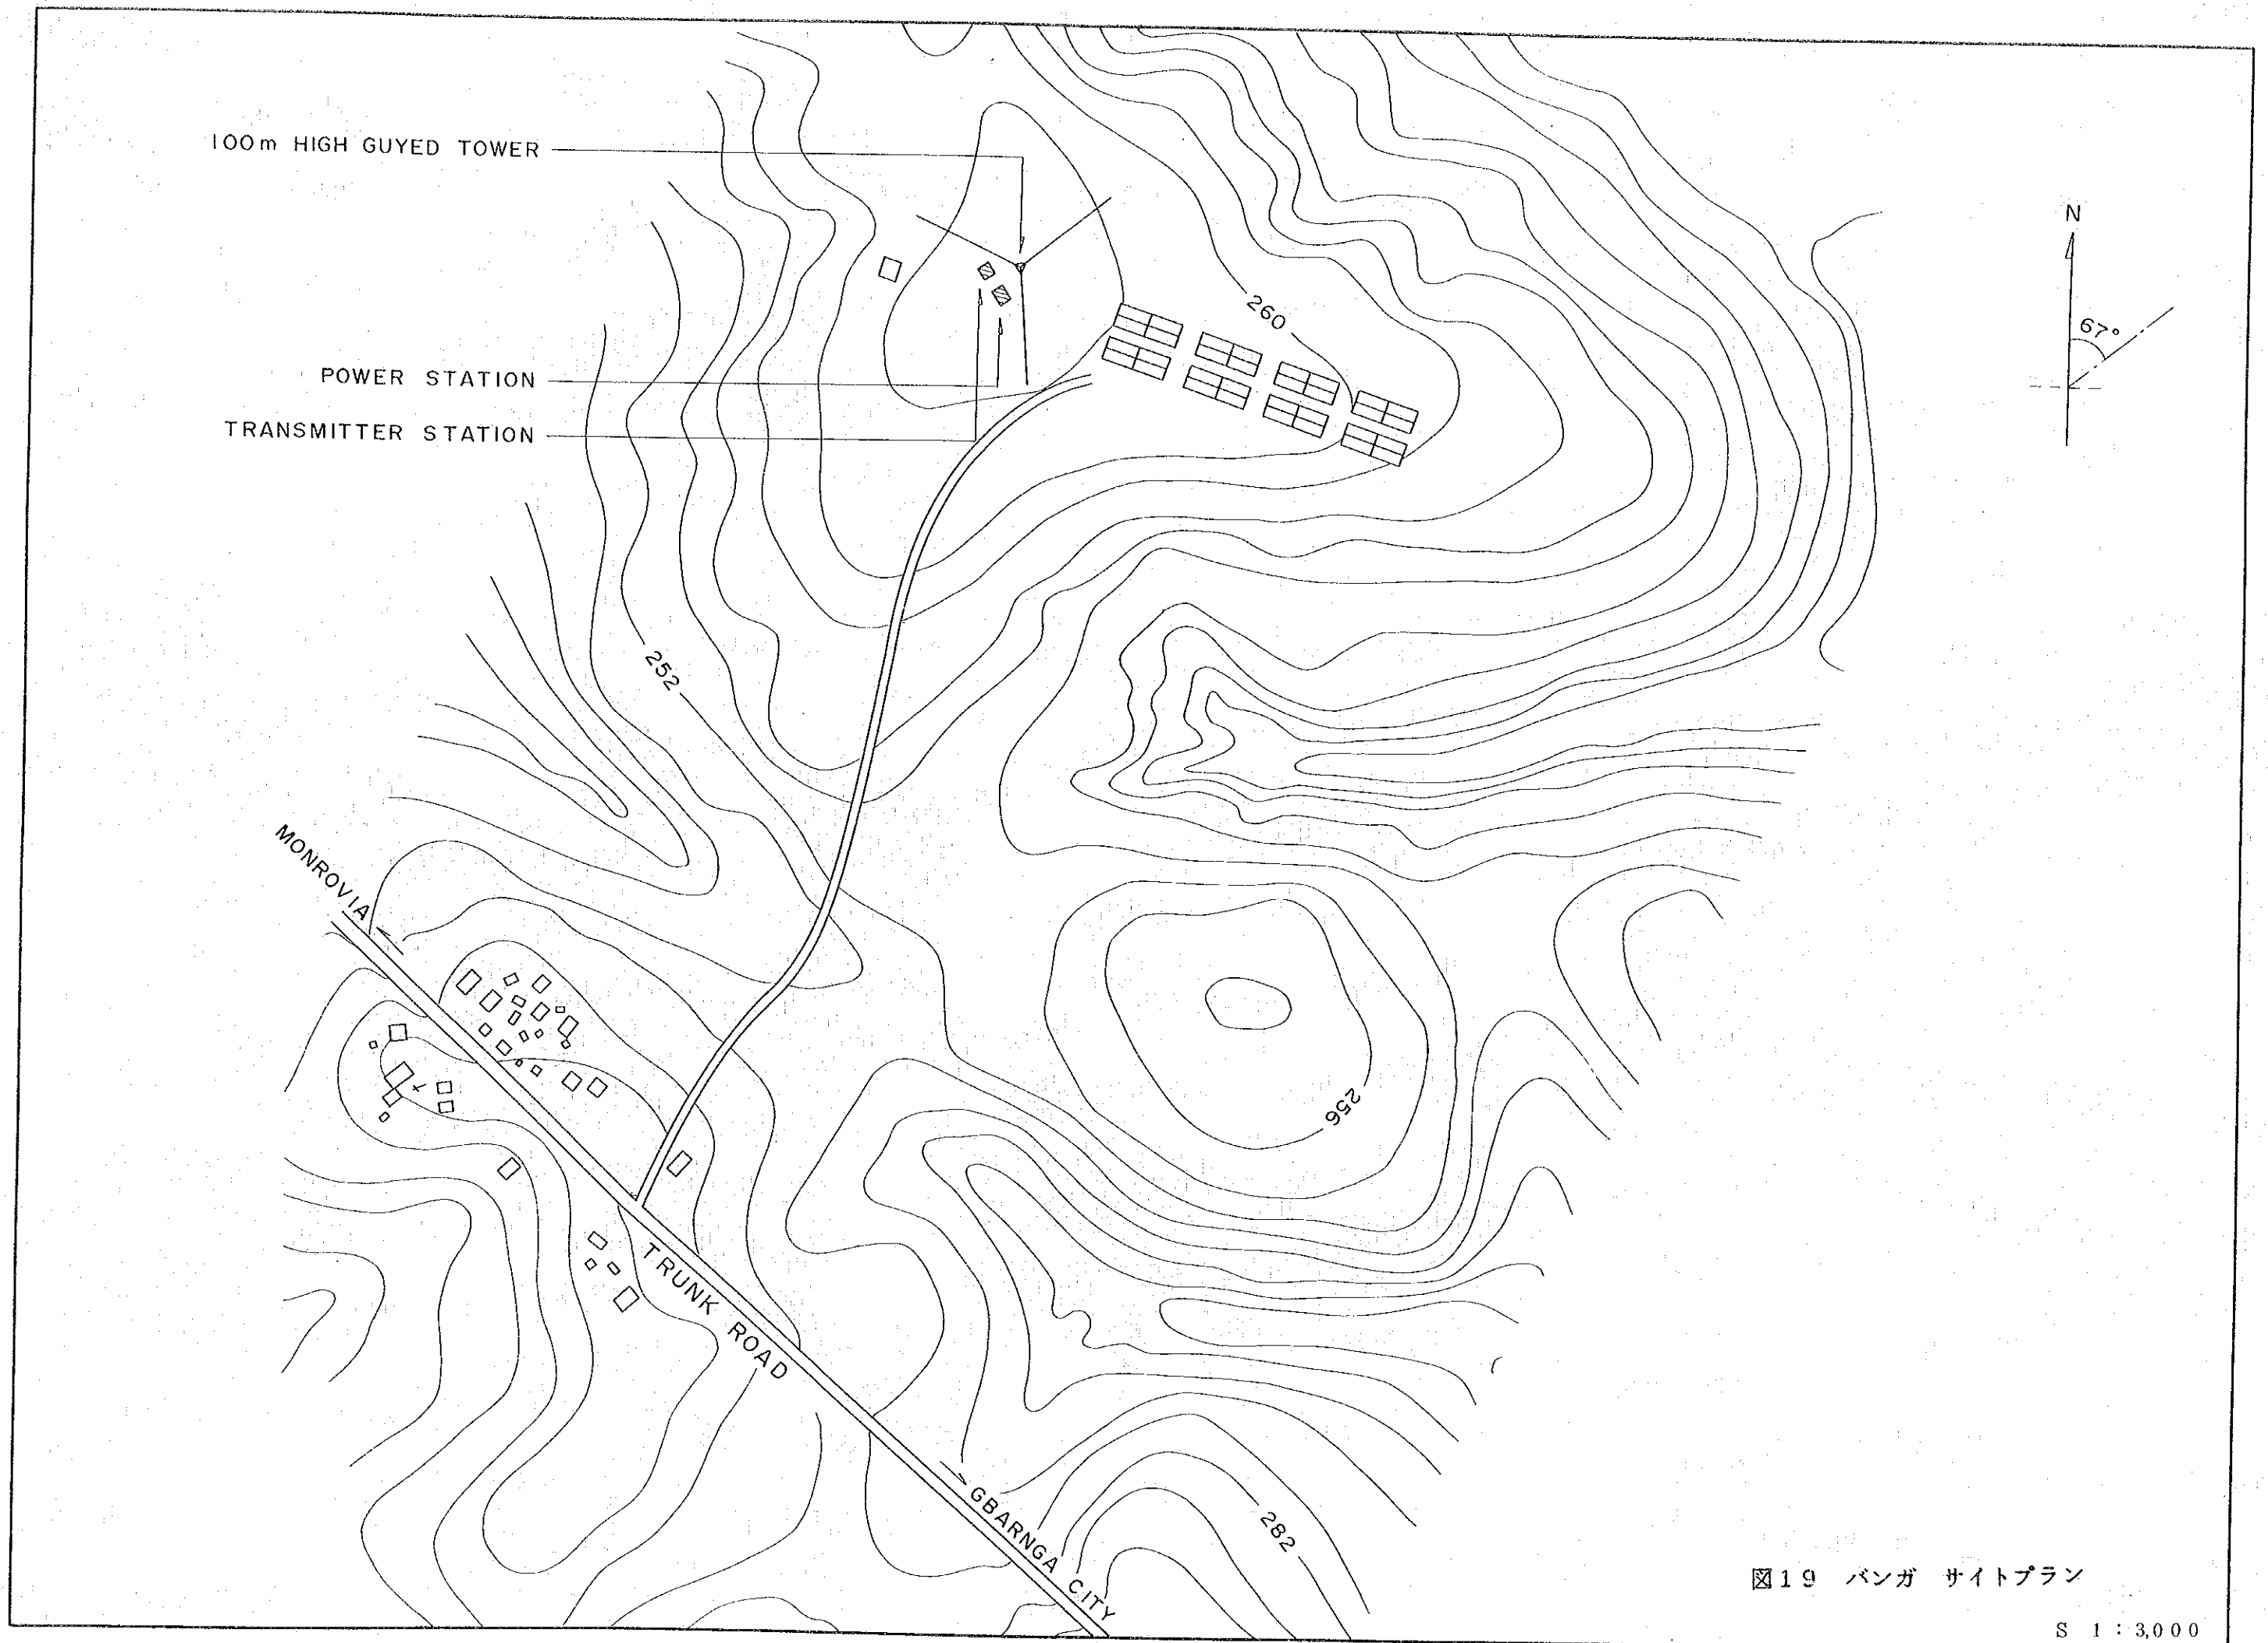 100m HIGH GUYED TOWER
N
67°
260
POWER STATION
TRANSMITTER STATION
252
MONROVIA
256
TRUNK ROAD
GBARNGA CITY
282
図19 バンガ サイトプラン
S 1 : 3,000